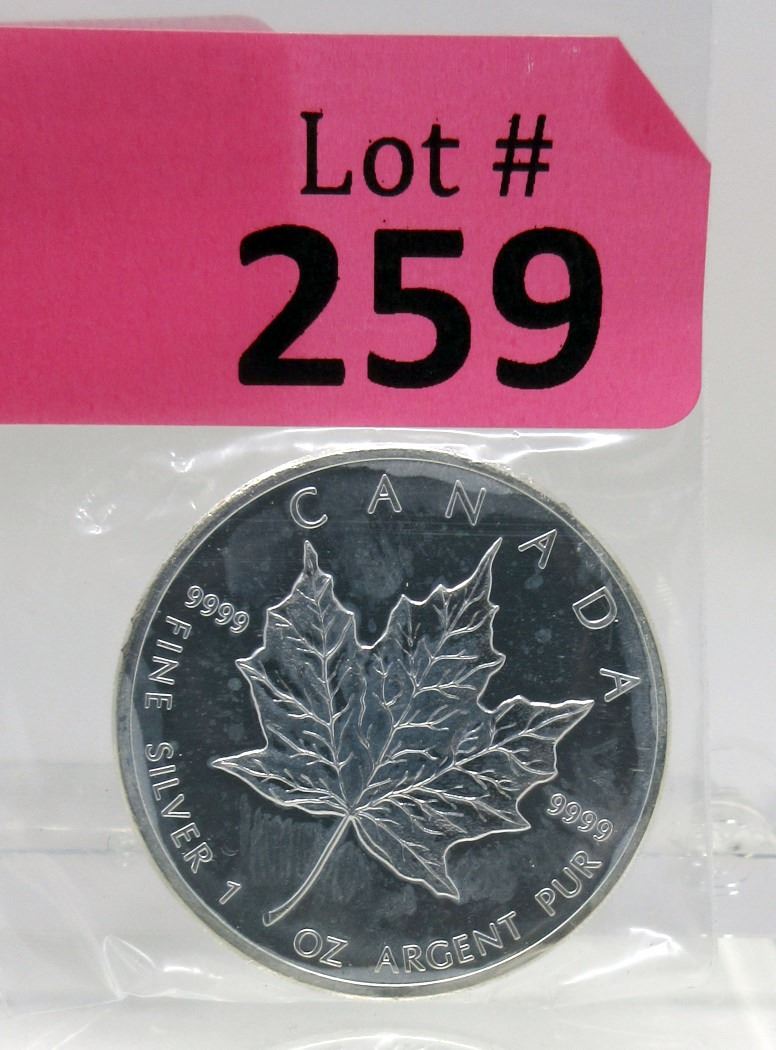 Lot #
259
CANADA
9999
FINE SILVER 1 OZ ARGENT PUR
9999